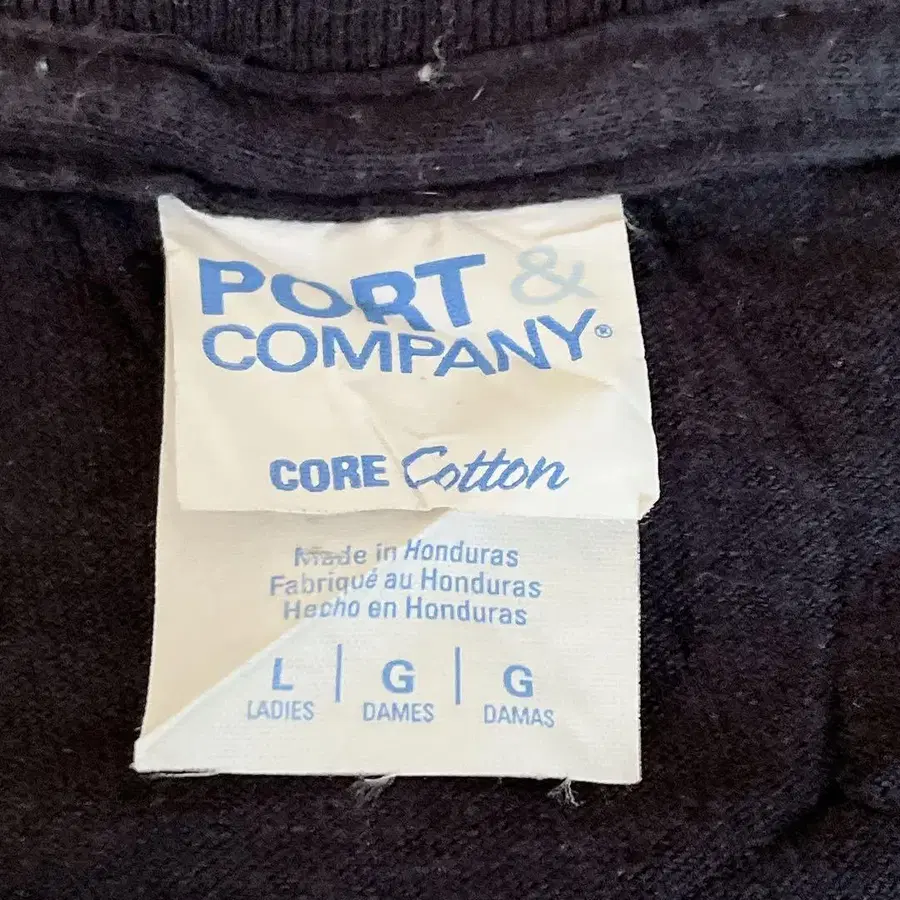 PORT &
COMPANY®
CORE Cotton
Made in Honduras
Fabriqué au Honduras
Hecho en Honduras
L | G | G
LADIES DAMES DAMAS